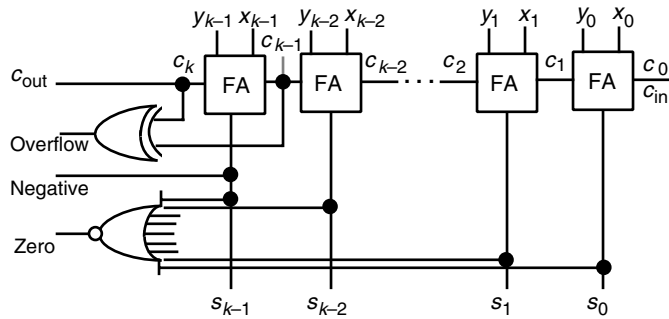 y_{k–1} x_{k–1} c_{k–1} y_{k–2} x_{k–2} y_1 x_1 y_0 x_0
c_out c_k FA FA c_{k–2} · · · c_2 FA c_1 FA c_0
c_in
Overflow
Negative
Zero
s_{k–1} s_{k–2} s_1 s_0